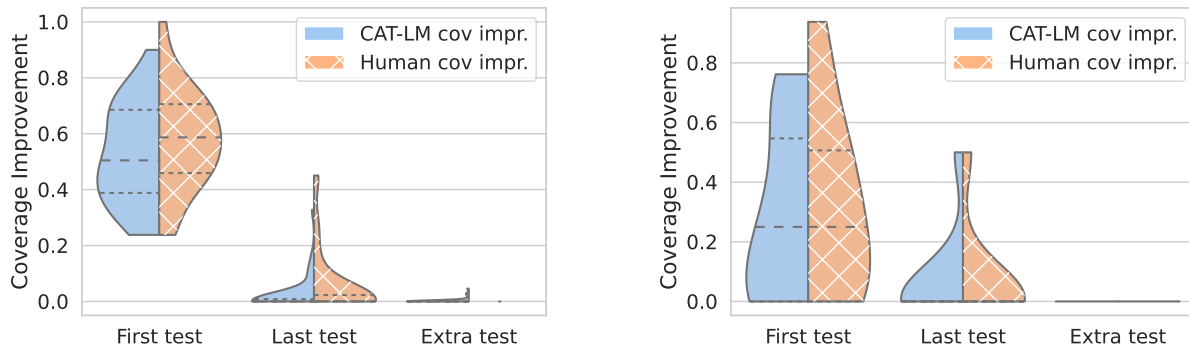 Coverage Improvement
1.0
0.8
0.6
0.4
0.2
0.0
CAT-LM cov impr.
Human cov impr.
First test
Last test
Extra test
Coverage Improvement
0.8
0.6
0.4
0.2
0.0
CAT-LM cov impr.
Human cov impr.
First test
Last test
Extra test